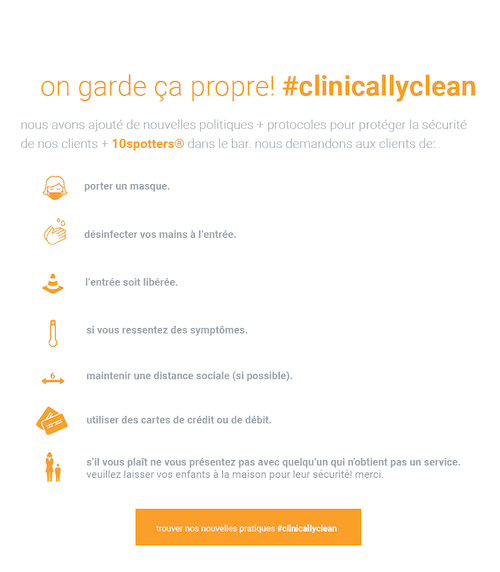 on garde ça propre! #clinicallyclean
nous avons ajouté de nouvelles politiques + protocoles pour protéger la sécurité
de nos clients + 10spotters® dans le bar. nous demandons aux clients de:
porter un masque.
désinfecter vos mains à l'entrée.
l'entrée soit libérée.
si vous ressentez des symptômes.
6
maintenir une distance sociale (si possible).
utiliser des cartes de crédit ou de débit.
s'il vous plaît ne vous présentez pas avec quelqu'un qui n'obtient pas un service.
veuillez laisser vos enfants à la maison pour leur sécurité! merci.
trouver nos nouvelles pratiques #clinicallyclean